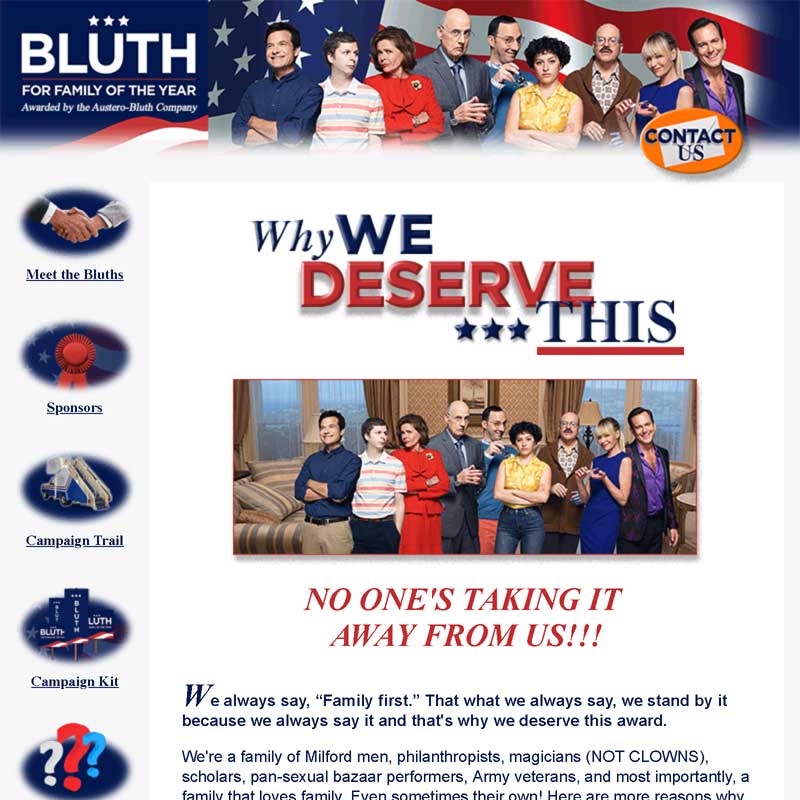 BLUTH
FOR FAMILY OF THE YEAR
Awarded by the Austero-Bluth Company
CONTACT
US
Meet the Bluths
Sponsors
Campaign Trail
BLUTH
BLUTH
LUTH
Campaign Kit
???
Why WE
DESERVE
THIS
NO ONE'S TAKING IT
AWAY FROM US!!!
We always say, “Family first.” That what we always say, we stand by it
because we always say it and that's why we deserve this award.
We're a family of Milford men, philanthropists, magicians (NOT CLOWNS),
scholars, pan-sexual bazaar performers, Army veterans, and most importantly, a
family that loves family. Even sometimes their own! Here are more reasons why